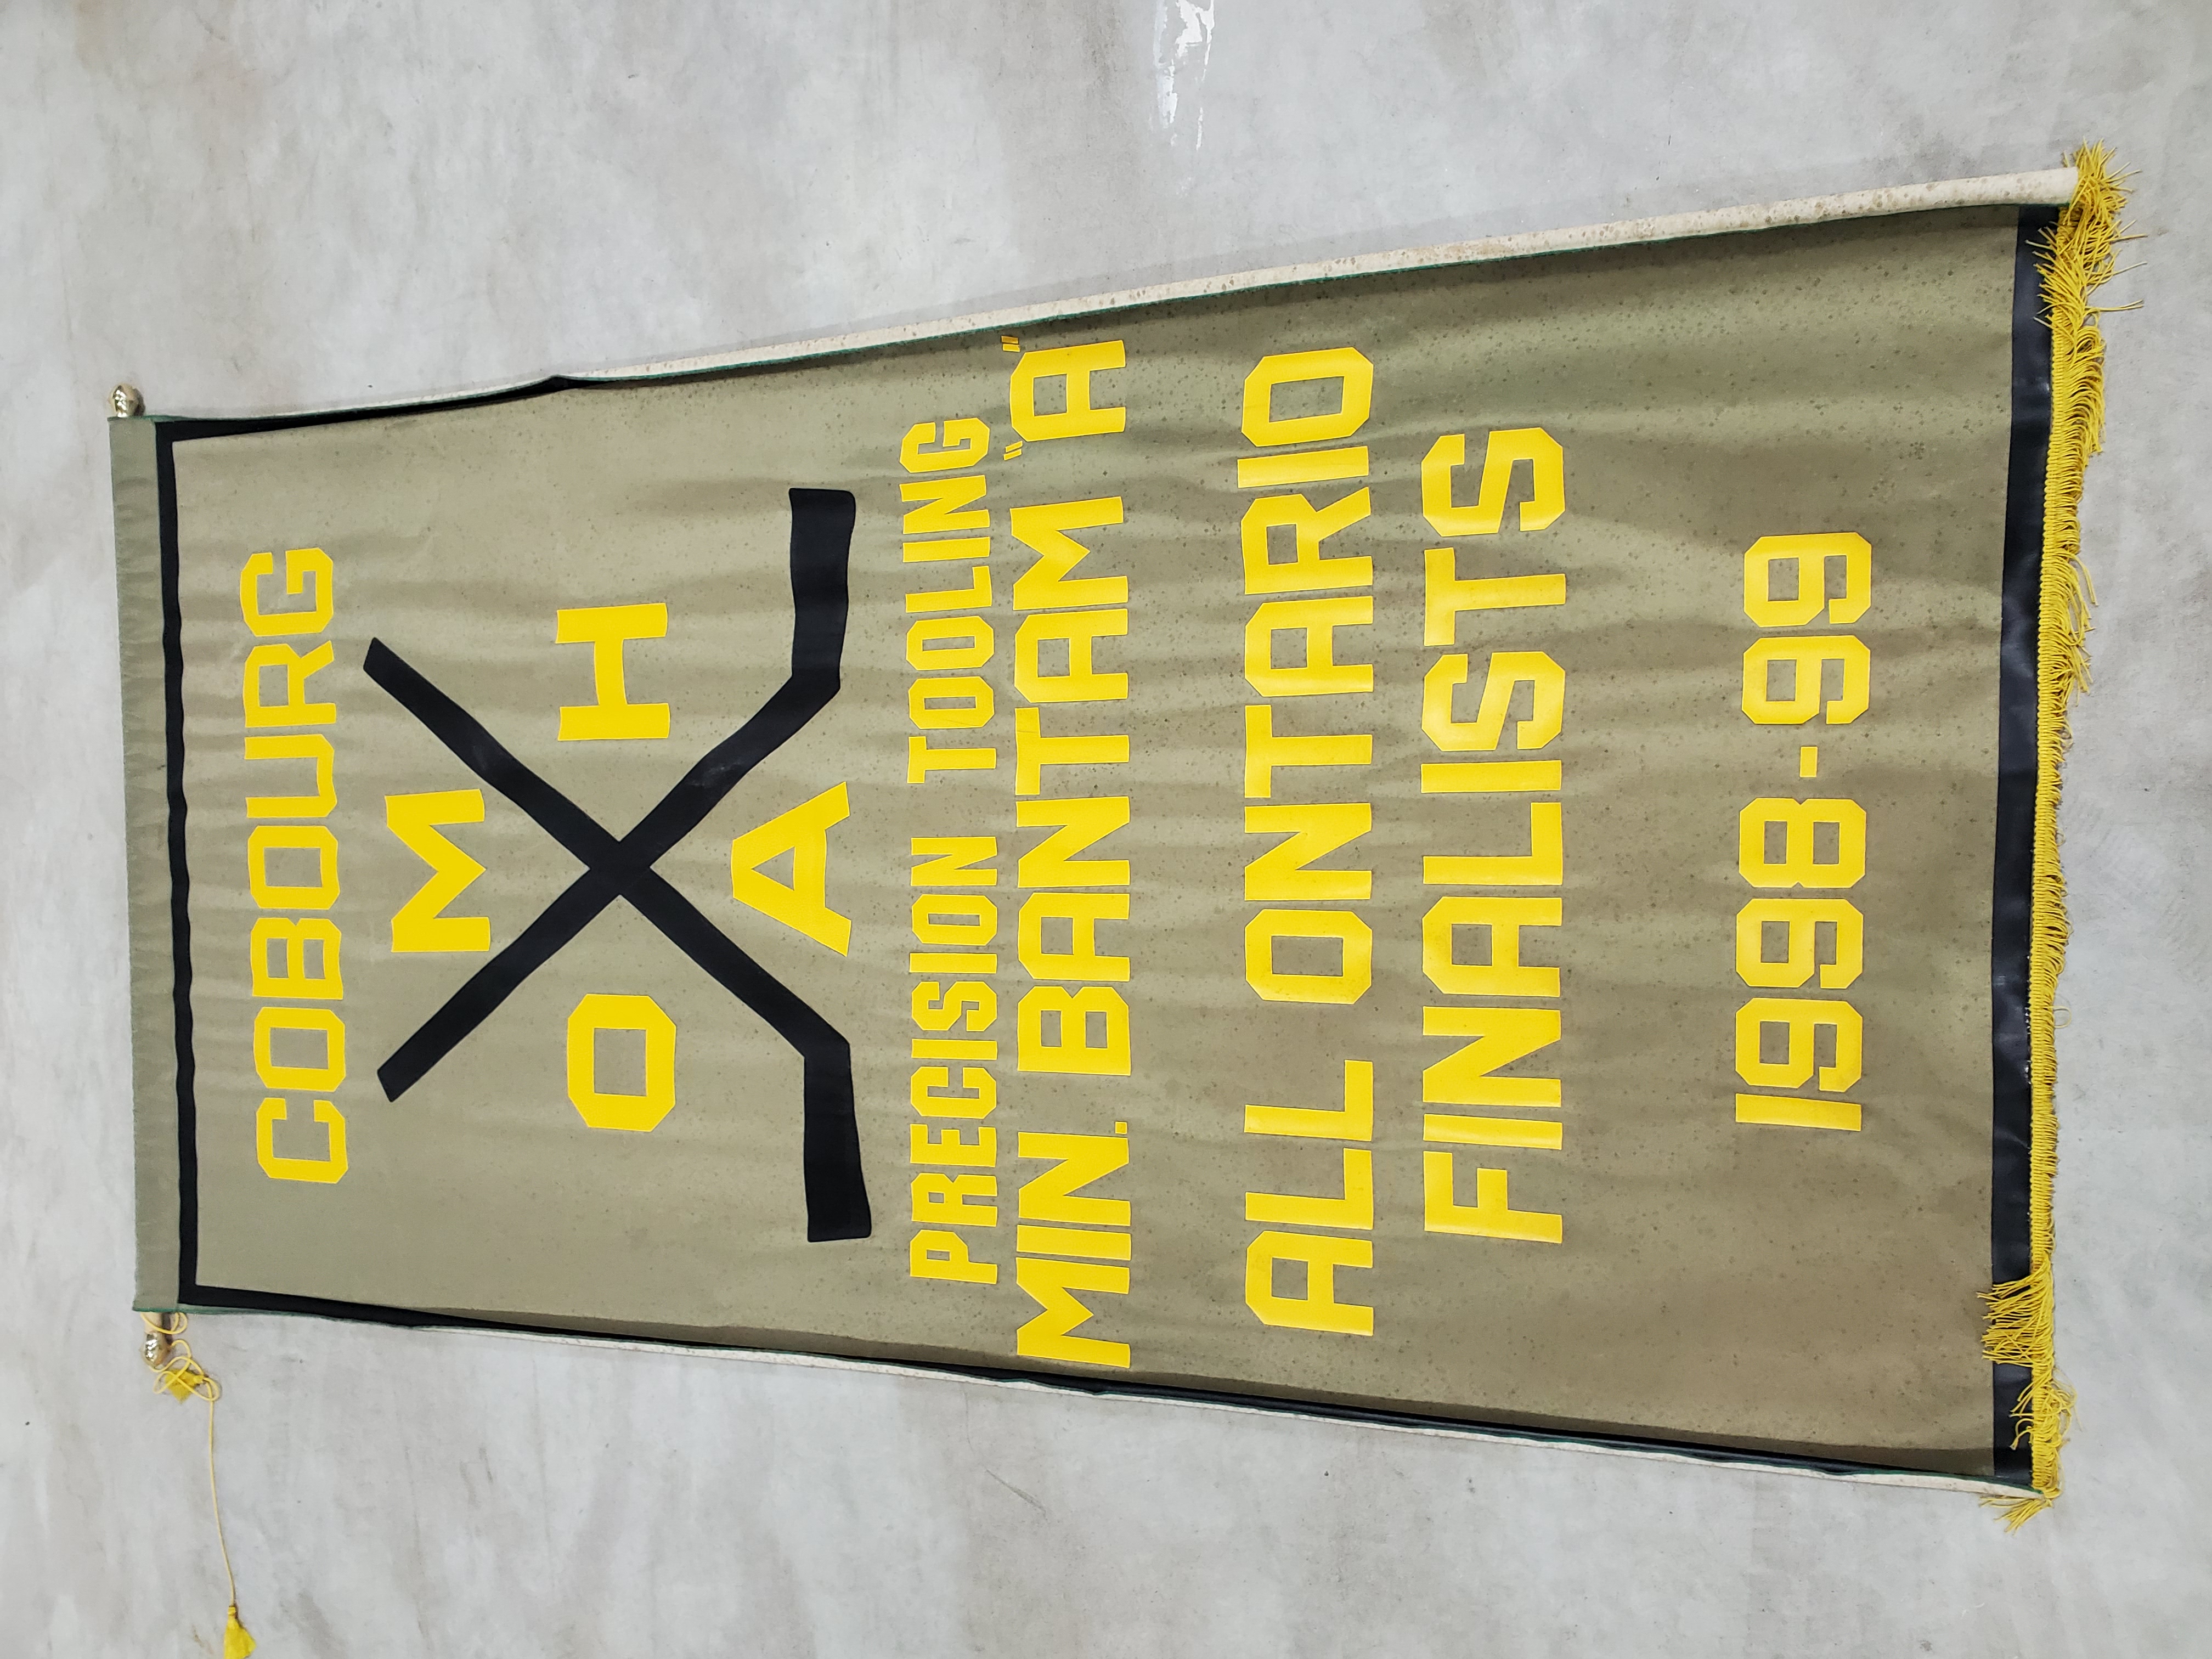 COBOURG
M
O H
A
PRECISION TOOLING
MIN. BANTAM "A"
ALL ONTARIO
FINALISTS
1998-99